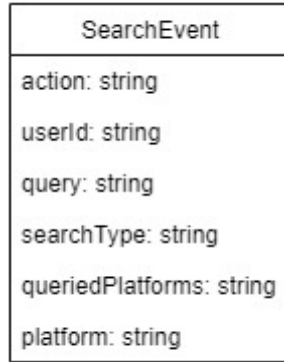 SearchEvent
action: string
userId: string
query: string
searchType: string
queriedPlatforms: string
platform: string